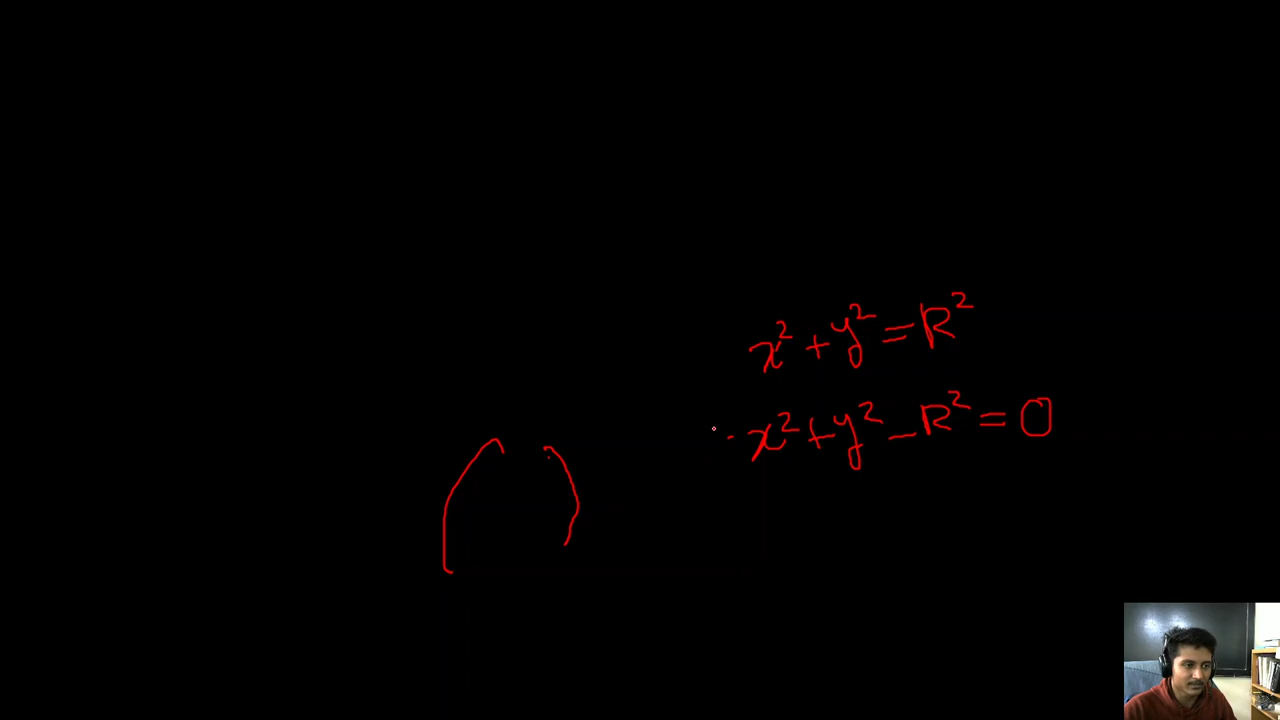 x² + y² = R²
x² + y² - R² = 0